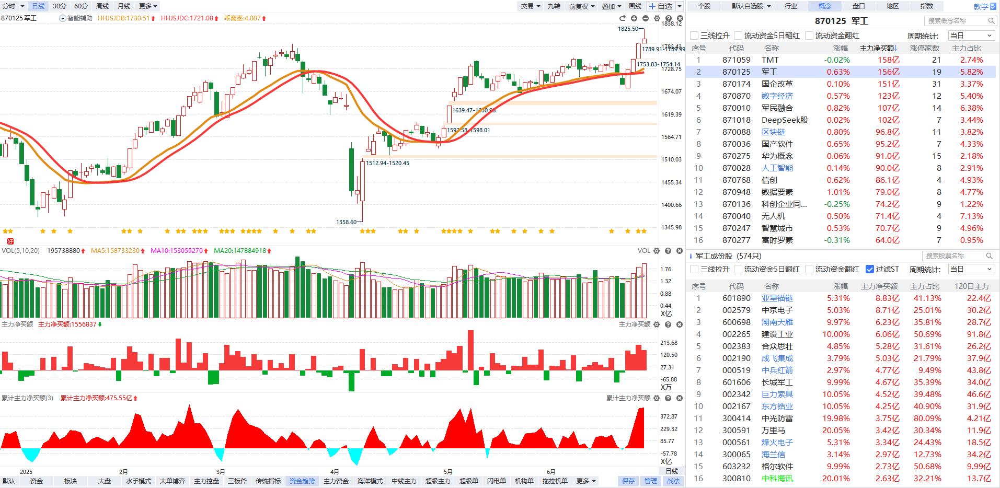 分时 日线 30分 60分 周线 月线 更多 交易 九转 前复权 叠加 画线 自选
870125 军工 智能辅助 HHJSJDB:1730.51 HHJSJDC:1721.08 乖离率:4.087
1838.12
1825.50
1783.43
1789.91-1789.99
1753.83-1754.14
1728.75
1674.07
1639.47-1650.98
1619.39
1592.58-1598.01
1564.71
1512.94-1520.45
1510.03
1455.34
1400.66
1358.60
1345.98
好
VOL(5,10,20) 195738880 MA5:158733230 MA10:153059270 MA20:147884918 VOL
1.76
1.32
0.88
0.44
X亿
主力净买额 主力净买额:1556837 主力净买额
213.68
120.50
27.31
-65.88
X万
累计主力净买额(3) 累计主力净买额:475.55亿 累计主力净买额
372.87
229.32
85.77
-57.78
X亿
2025 2月 3月 4月 5月 6月 日线
默认 资金 板块 大盘 水手模式 大单博弈 主力控盘 三板斧 传统指标 资金趋势 主力资金 海洋模式 中线主力 超级主力 超级单 闪电单 机构单 拖拉机单 更多 保存 管理 战法
个股 默认自选股 行业 概念 盘口 地区 指数 教学
870125 军工 搜索概念名称
三线拉升 流动资金5日翻红 流动资金翻红 周期统计: 当日
序号 代码 名称 涨幅 主力净买额↓ 涨停家数 主力占比
1 871059 TMT -0.02% 158亿 21 2.74%
2 870125 军工 0.63% 156亿 19 5.82%
3 870174 国企改革 0.10% 151亿 31 3.37%
4 870870 数字经济 0.57% 123亿 12 5.40%
5 870010 军民融合 0.82% 107亿 14 6.38%
6 871018 DeepSeek股 0.02% 102亿 7 3.44%
7 870088 区块链 0.80% 96.8亿 11 3.82%
8 870036 国产软件 0.65% 95.2亿 7 4.33%
9 870275 华为概念 0.06% 91.0亿 15 2.18%
10 870028 人工智能 0.14% 90.0亿 8 2.91%
11 870768 信创 0.62% 86.1亿 4 4.93%
12 870948 数据要素 1.01% 79.0亿 8 4.77%
13 870136 科创企业同... -0.25% 74.2亿 9 1.22%
14 870040 无人机 0.50% 71.4亿 4 7.13%
15 870247 智慧城市 0.53% 70.7亿 9 4.96%
16 870277 富时罗素 -0.31% 64.0亿 7 0.95%
军工成份股 (574只) 搜索股票名称
三线拉升 流动资金5日翻红 流动资金翻红 过滤ST 周期统计: 当日
序号 代码 名称 涨幅 主力净买额 主力占比 120日主力
1 601890 亚星锚链 5.31% 8.83亿 41.13% 22.4亿
2 002579 中京电子 5.03% 8.71亿 25.01% 30.2亿
3 600698 湖南天雁 9.97% 6.23亿 35.81% 28.7亿
4 002265 建设工业 10.00% 6.06亿 50.69% 91.8亿
5 002383 合众思壮 4.85% 5.28亿 31.61% 26.2亿
6 002190 成飞集成 3.79% 5.03亿 21.79% 37.9亿
7 000519 中兵红箭 2.97% 4.77亿 9.49% 43.8亿
8 601606 长城军工 9.99% 4.67亿 35.39% 34.0亿
9 002342 巨力索具 10.05% 4.52亿 39.48% 46.6亿
10 002167 东方锆业 10.05% 4.25亿 40.90% 31.9亿
11 300414 中光防雷 19.98% 3.75亿 80.09% 4.21亿
12 300591 万里马 20.05% 3.42亿 30.34% 11.9亿
13 000561 烽火电子 5.31% 3.34亿 24.43% 18.5亿
14 300065 海兰信 3.14% 2.97亿 12.73% 34.2亿
15 603232 格尔软件 9.99% 2.73亿 50.68% 9.99亿
16 300810 中科海讯 20.01% 2.63亿 32.21% 13.7亿